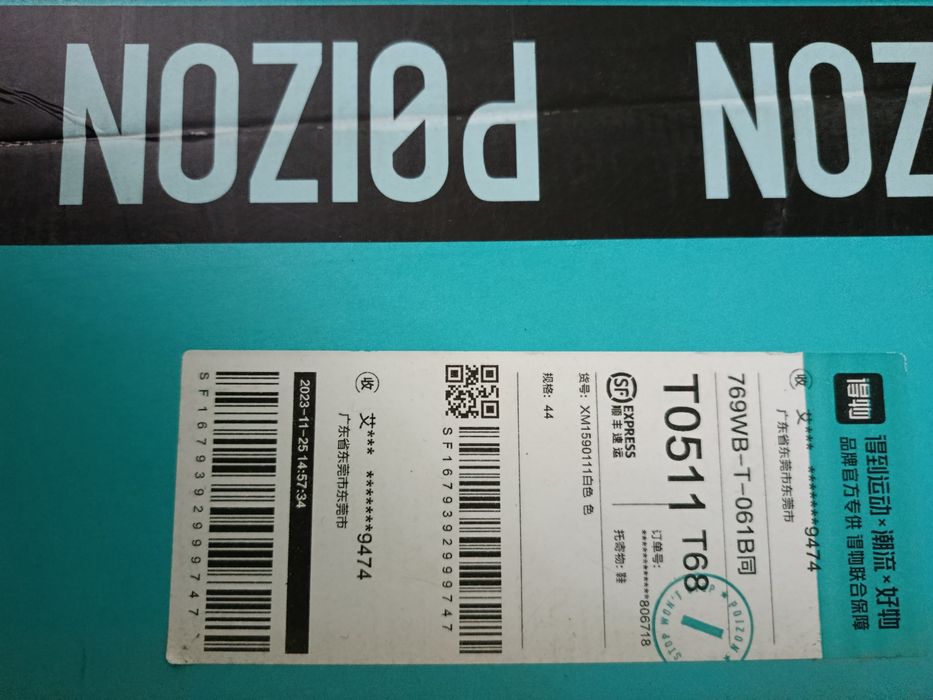 POIZON
POIZ
得物
得到运动×潮流×好物
品牌官方专供 得物联合保障
收 艾*** *******9474
广东省东莞市东莞市
769WB-T-061B同
T0511 T68
SF EXPRESS
顺丰速运
订单号:
**************806718
托寄物: 鞋
货号: XM1590111白色 色
规格: 44
SF1679392999747
收 艾*** *******9474
广东省东莞市东莞市
2023-11-25 14:57:34
SF1679392999747
POIZON
STOP